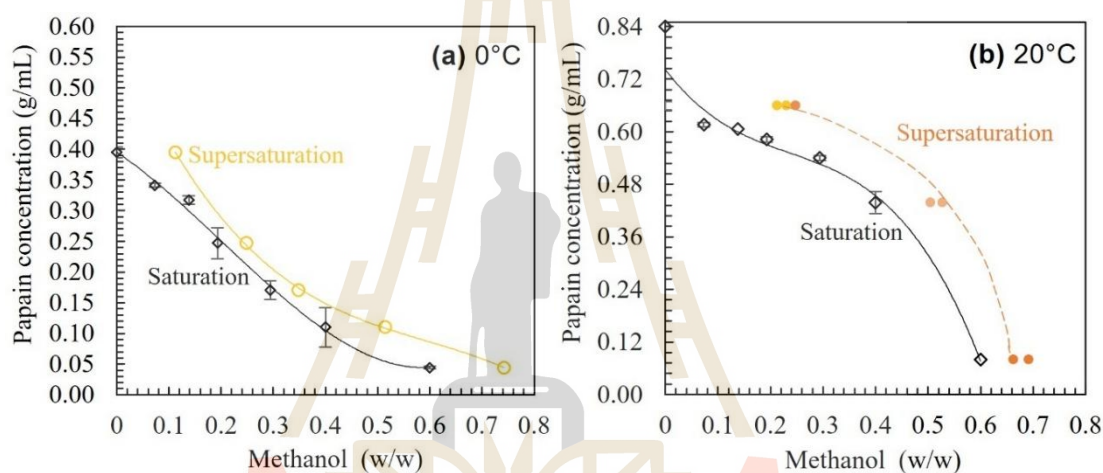 (a) 0°C
Papain concentration (g/mL)
0.60
0.55
0.50
0.45
0.40
0.35
0.30
0.25
0.20
0.15
0.10
0.05
0.00
Supersaturation
Saturation
0 0.1 0.2 0.3 0.4 0.5 0.6 0.7 0.8
Methanol (w/w)
(b) 20°C
Papain concentration (g/mL)
0.84
0.72
0.60
0.48
0.36
0.24
0.12
0.00
Supersaturation
Saturation
0 0.1 0.2 0.3 0.4 0.5 0.6 0.7 0.8
Methanol (w/w)